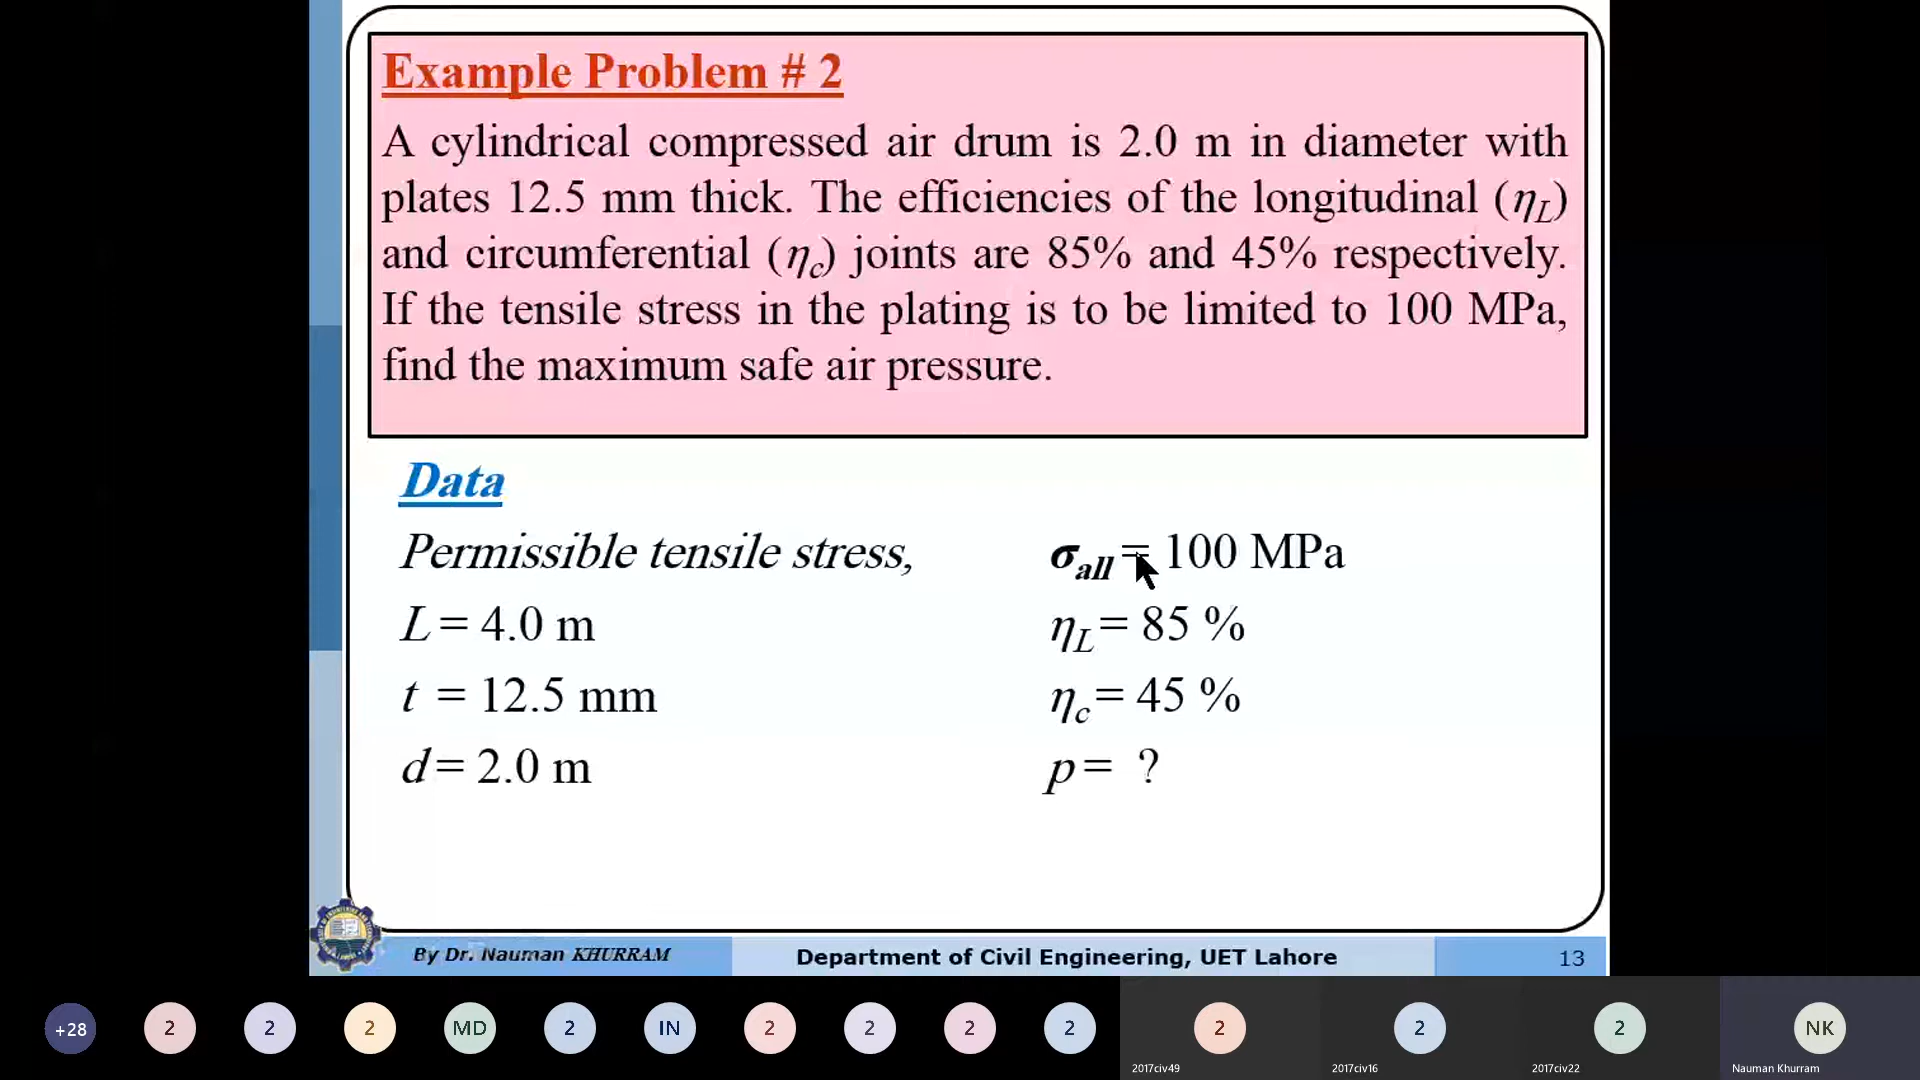 Example Problem # 2
A cylindrical compressed air drum is 2.0 m in diameter with
plates 12.5 mm thick. The efficiencies of the longitudinal (ηL)
and circumferential (ηc) joints are 85% and 45% respectively.
If the tensile stress in the plating is to be limited to 100 MPa,
find the maximum safe air pressure.
Data
Permissible tensile stress, σall = 100 MPa
L = 4.0 m ηL = 85 %
t = 12.5 mm ηc = 45 %
d = 2.0 m p = ?
By Dr. Nauman KHURRAM Department of Civil Engineering, UET Lahore 13
+28 2 2 2 MD 2 IN 2 2 2 2 2 2 2 NK
2017civ49 2017civ16 2017civ22 Nauman Khurram